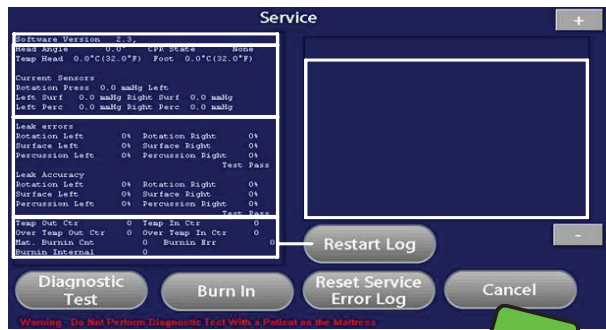 Service
+
Software Version 2.3,
Head Angle 0.0° CPR State None
Temp Head 0.0°C(32.0°F) Foot 0.0°C(32.0°F)
Current Sensors
Rotation Press 0.0 mmHg Left
Left Surf 0.0 mmHg Right Surf 0.0 mmHg
Left Perc 0.0 mmHg Right Perc 0.0 mmHg
Leak errors
Rotation Left 0% Rotation Right 0%
Surface Left 0% Surface Right 0%
Percussion Left 0% Percussion Right 0%
Test Pass
Leak Accuracy
Rotation Left 0% Rotation Right 0%
Surface Left 0% Surface Right 0%
Percussion Left 0% Percussion Right 0%
Test Pass
Temp Out Ctr 0 Temp In Ctr 0
Over Temp Out Ctr 0 Over Temp In Ctr 0
Mat. Burnin Cnt 0 Burnin Err 0
Burnin Internal 0
Restart Log
-
Diagnostic
Test
Burn In
Reset Service
Error Log
Cancel
Warning - Do Not Perform Diagnostic Test With a Patient on the Mattress